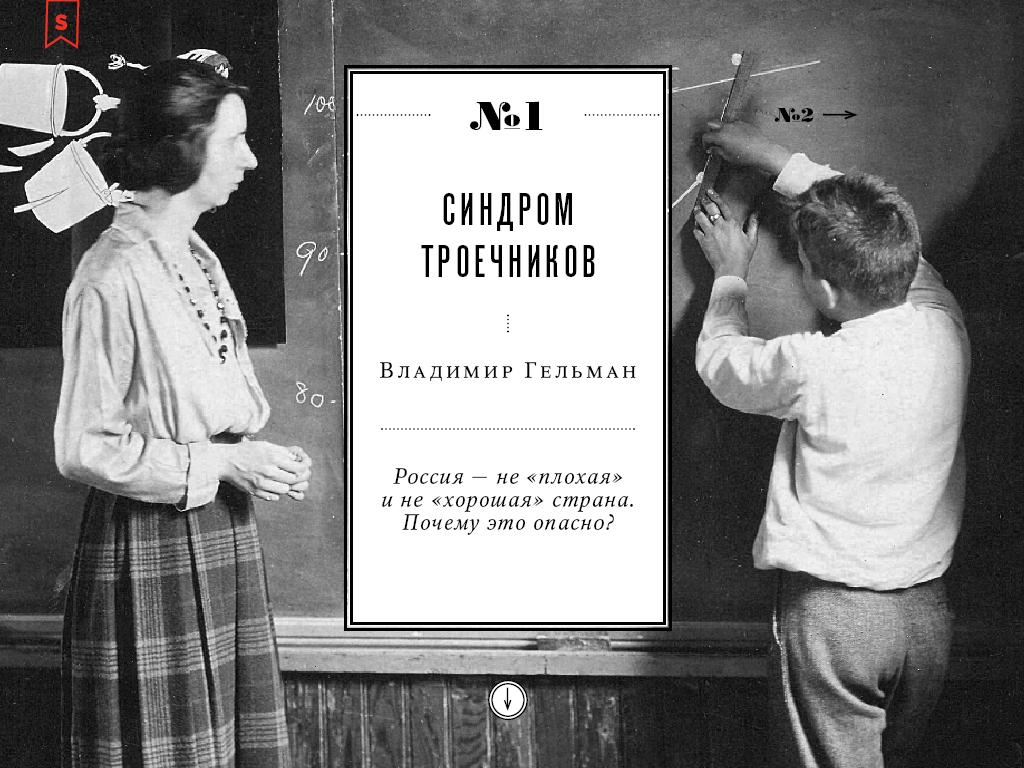 S
100
№1
№2 →
СИНДРОМ
ТРОЕЧНИКОВ
90
Владимир Гельман
80-
Россия — не «плохая»
и не «хорошая» страна.
Почему это опасно?